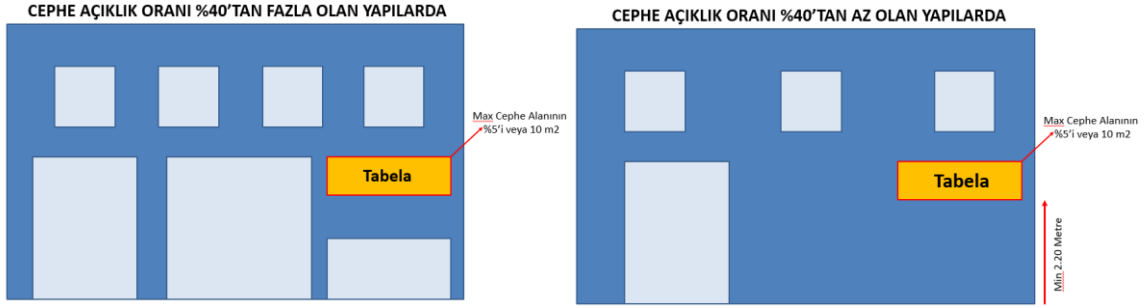 CEPHE AÇIKLIK ORANI %40'TAN FAZLA OLAN YAPILARDA
Max Cephe Alanının
%5'i veya 10 m2
Tabela
CEPHE AÇIKLIK ORANI %40'TAN AZ OLAN YAPILARDA
Max Cephe Alanının
%5'i veya 10 m2
Tabela
Min 2.20 Metre